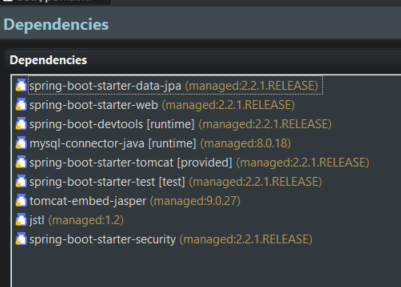 Dependencies
Dependencies
spring-boot-starter-data-jpa (managed:2.2.1.RELEASE)
spring-boot-starter-web (managed:2.2.1.RELEASE)
spring-boot-devtools [runtime] (managed:2.2.1.RELEASE)
mysql-connector-java [runtime] (managed:8.0.18)
spring-boot-starter-tomcat [provided] (managed:2.2.1.RELEASE)
spring-boot-starter-test [test] (managed:2.2.1.RELEASE)
tomcat-embed-jasper (managed:9.0.27)
jstl (managed:1.2)
spring-boot-starter-security (managed:2.2.1.RELEASE)